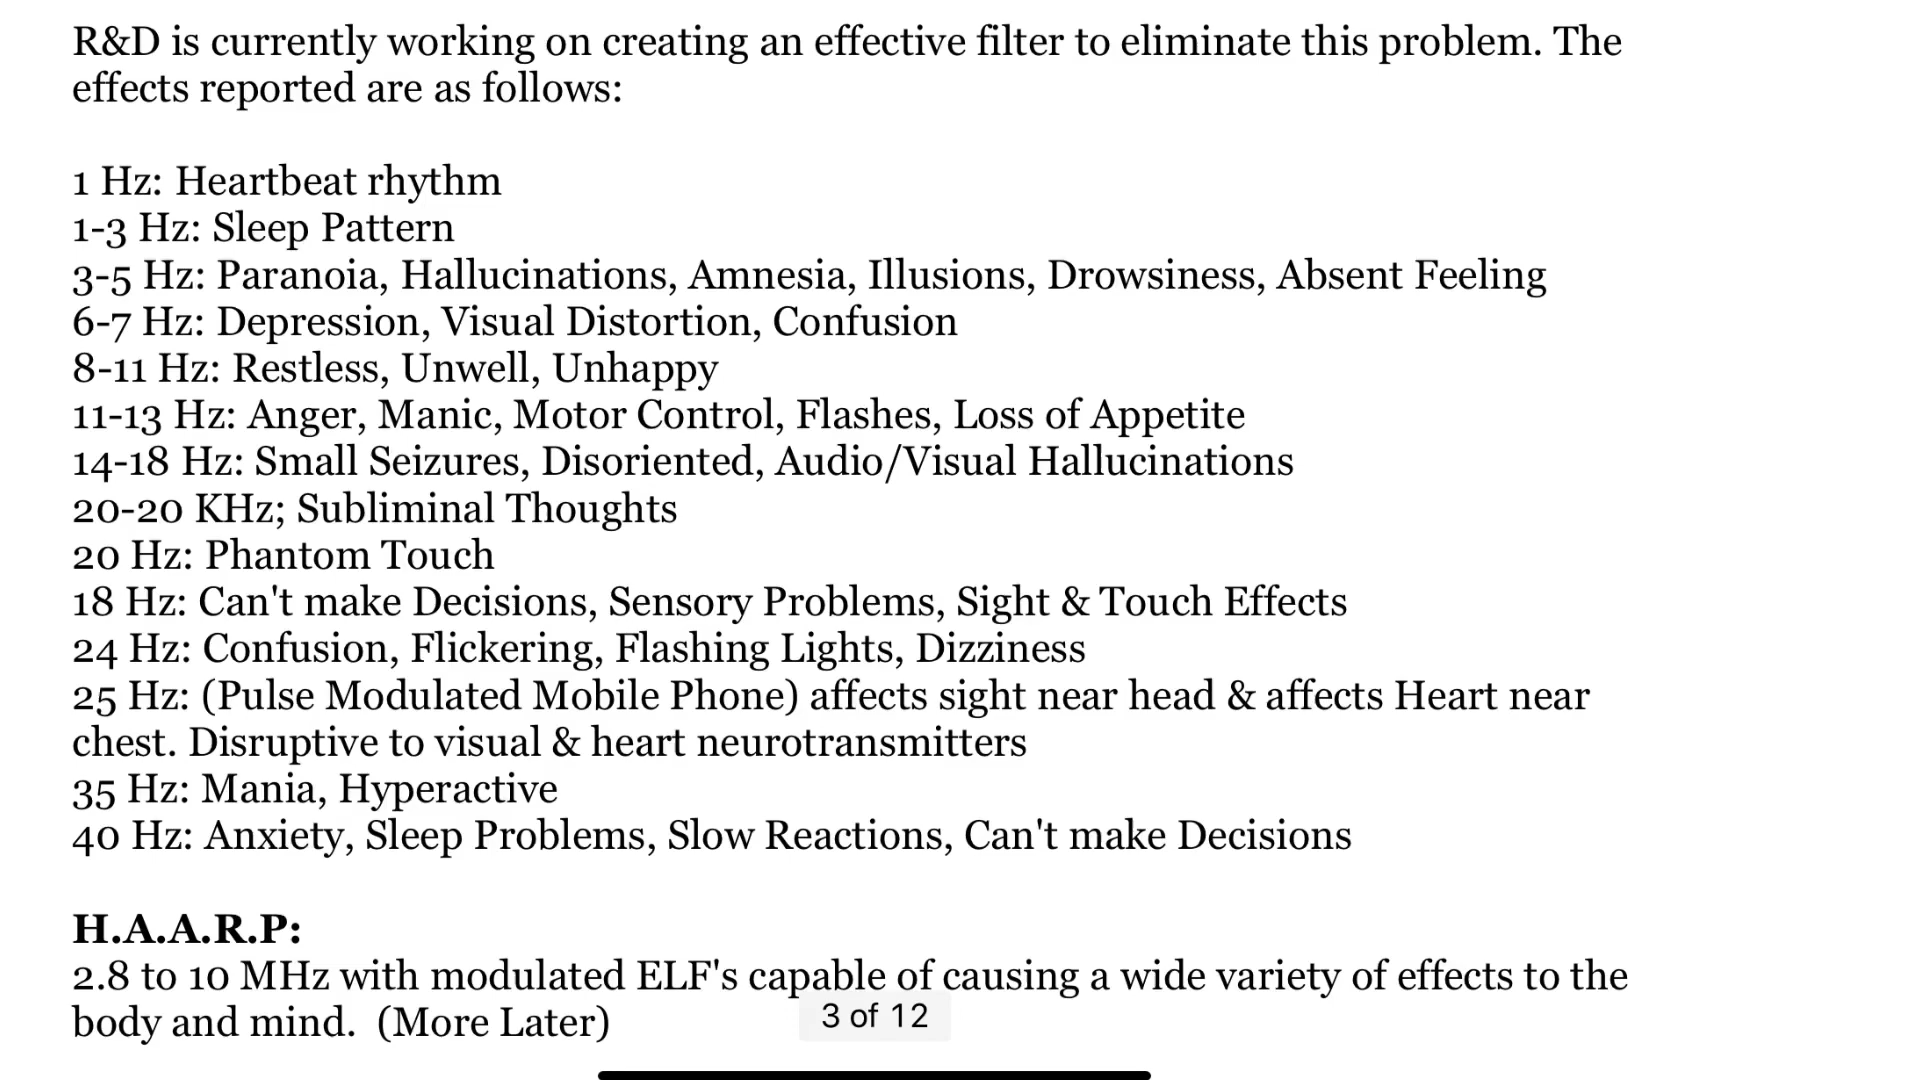 R&D is currently working on creating an effective filter to eliminate this problem. The
effects reported are as follows:
1 Hz: Heartbeat rhythm
1-3 Hz: Sleep Pattern
3-5 Hz: Paranoia, Hallucinations, Amnesia, Illusions, Drowsiness, Absent Feeling
6-7 Hz: Depression, Visual Distortion, Confusion
8-11 Hz: Restless, Unwell, Unhappy
11-13 Hz: Anger, Manic, Motor Control, Flashes, Loss of Appetite
14-18 Hz: Small Seizures, Disoriented, Audio/Visual Hallucinations
20-20 KHz; Subliminal Thoughts
20 Hz: Phantom Touch
18 Hz: Can't make Decisions, Sensory Problems, Sight & Touch Effects
24 Hz: Confusion, Flickering, Flashing Lights, Dizziness
25 Hz: (Pulse Modulated Mobile Phone) affects sight near head & affects Heart near
chest. Disruptive to visual & heart neurotransmitters
35 Hz: Mania, Hyperactive
40 Hz: Anxiety, Sleep Problems, Slow Reactions, Can't make Decisions
H.A.A.R.P:
2.8 to 10 MHz with modulated ELF's capable of causing a wide variety of effects to the
body and mind.  (More Later)
3 of 12